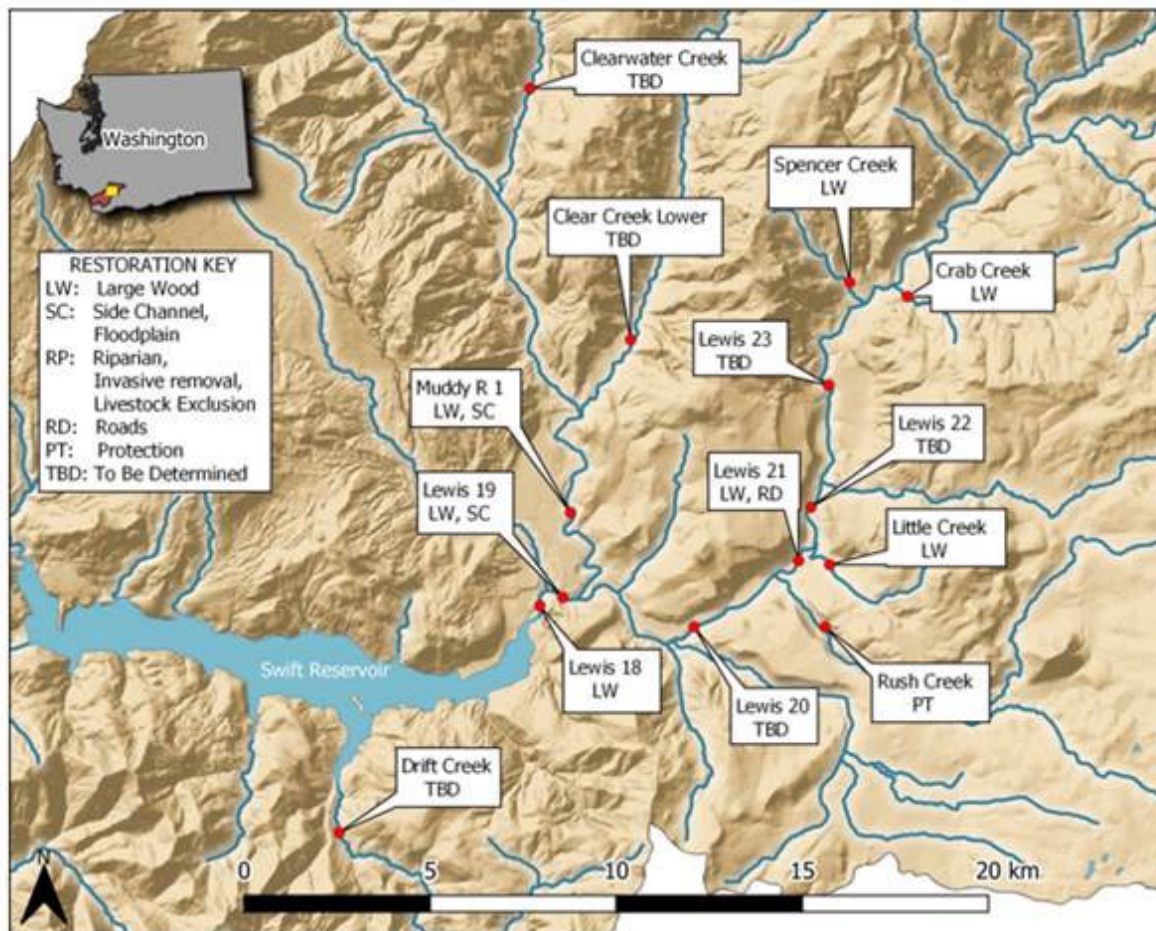 Clearwater Creek
TBD
Washington
Spencer Creek
LW
Clear Creek Lower
TBD
RESTORATION KEY
LW: Large Wood
SC: Side Channel,
Floodplain
RP: Riparian,
Invasive removal,
Livestock Exclusion
RD: Roads
PT: Protection
TBD: To Be Determined
Crab Creek
LW
Lewis 23
TBD
Muddy R 1
LW, SC
Lewis 22
TBD
Lewis 21
LW, RD
Lewis 19
LW, SC
Little Creek
LW
Swift Reservoir
Lewis 18
LW
Lewis 20
TBD
Rush Creek
PT
Drift Creek
TBD
N
0 5 10 15 20 km